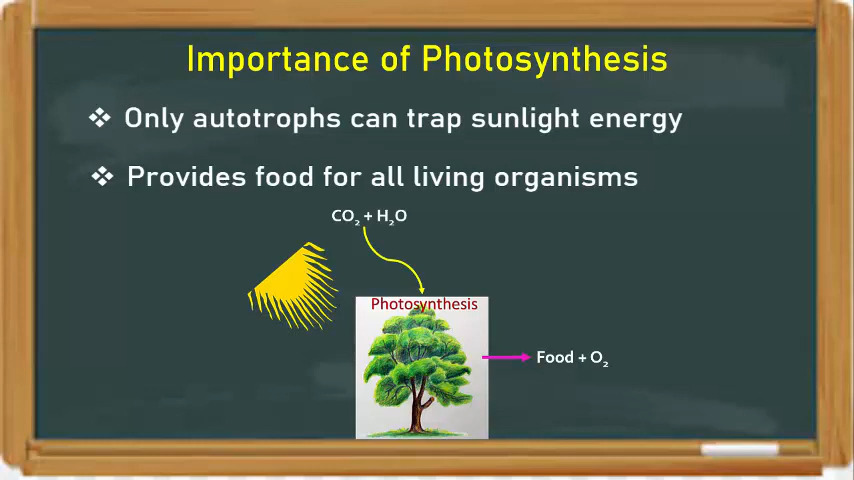 Importance of Photosynthesis
❖ Only autotrophs can trap sunlight energy
❖ Provides food for all living organisms
CO₂ + H₂O
Photosynthesis
Food + O₂